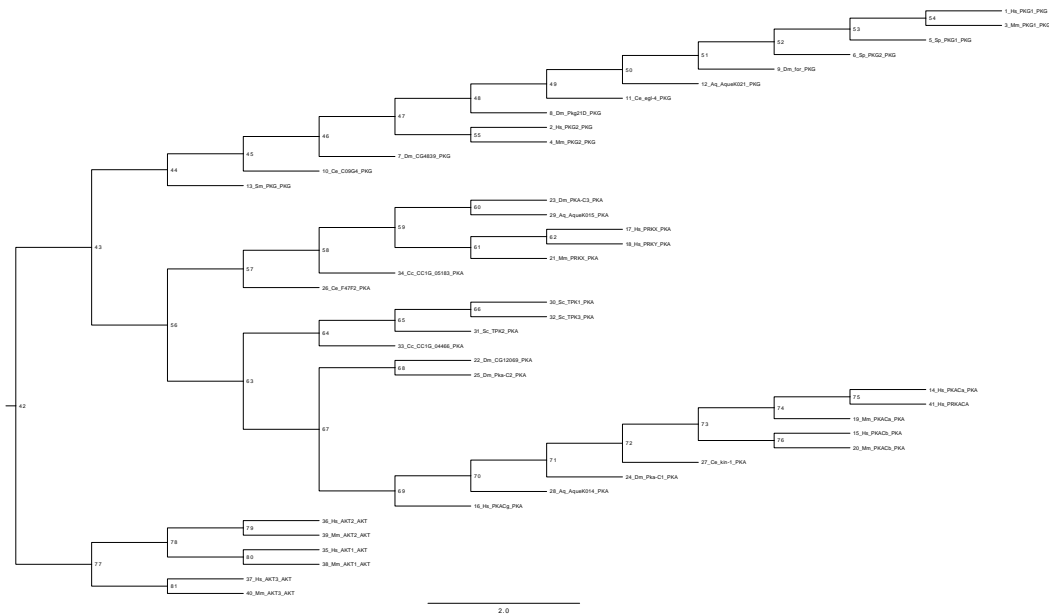 1_Hs_PKG1_PKG
54
3_Mm_PKG1_PKG
53
5_Sp_PKG1_PKG
52
6_Sp_PKG2_PKG
51
9_Dm_for_PKG
50
12_Aq_AqueK021_PKG
49
11_Ce_egl-4_PKG
48
8_Dm_Pkg21D_PKG
47
2_Hs_PKG2_PKG
46
55
4_Mm_PKG2_PKG
45
7_Dm_CG4839_PKG
44
10_Ce_C09G4_PKG
13_Sm_PKG_PKG
23_Dm_PKA-C3_PKA
60
29_Aq_AqueK015_PKA
59
17_Hs_PRKX_PKA
62
18_Hs_PRKY_PKA
43
58
61
21_Mm_PRKX_PKA
57
34_Cc_CC1G_05183_PKA
26_Ce_F47F2_PKA
30_Sc_TPK1_PKA
66
32_Sc_TPK3_PKA
65
56
31_Sc_TPK2_PKA
64
33_Cc_CC1G_04466_PKA
22_Dm_CG12069_PKA
68
25_Dm_Pka-C2_PKA
63
14_Hs_PKACa_PKA
75
41_Hs_PRKACA
42
74
19_Mm_PKACa_PKA
73
15_Hs_PKACb_PKA
67
76
72
20_Mm_PKACb_PKA
71
27_Ce_kin-1_PKA
70
24_Dm_Pka-C1_PKA
69
28_Aq_AqueK014_PKA
16_Hs_PKACg_PKA
36_Hs_AKT2_AKT
79
39_Mm_AKT2_AKT
78
35_Hs_AKT1_AKT
80
77
38_Mm_AKT1_AKT
37_Hs_AKT3_AKT
81
40_Mm_AKT3_AKT
2.0